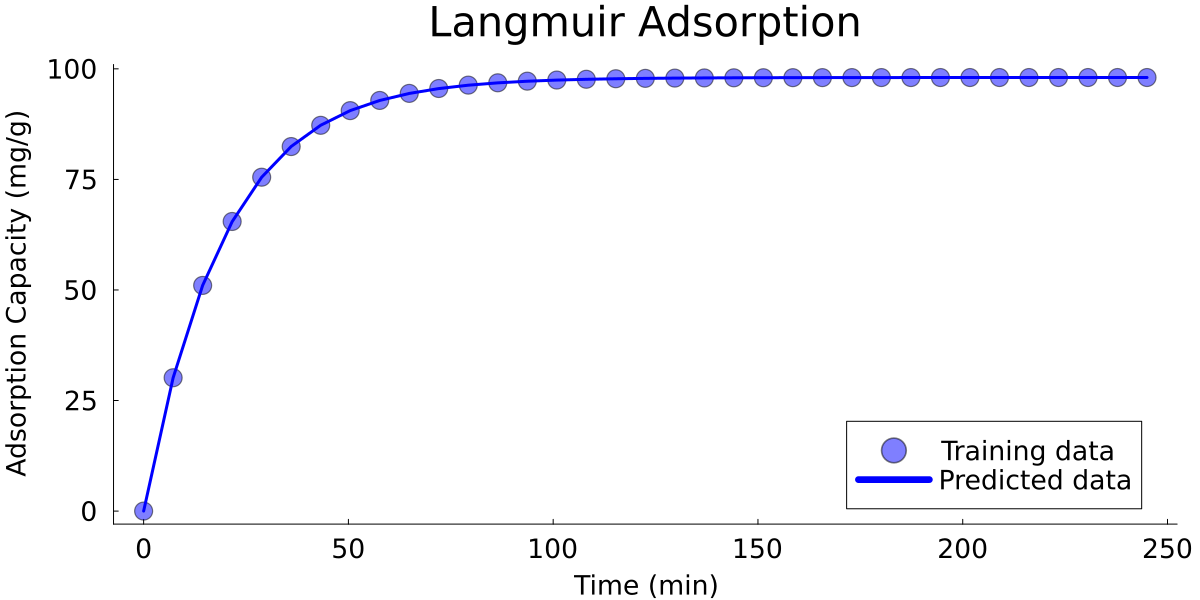 Langmuir Adsorption
Adsorption Capacity (mg/g)
100
75
50
25
0
0 50 100 150 200 250
Time (min)
Training data
Predicted data